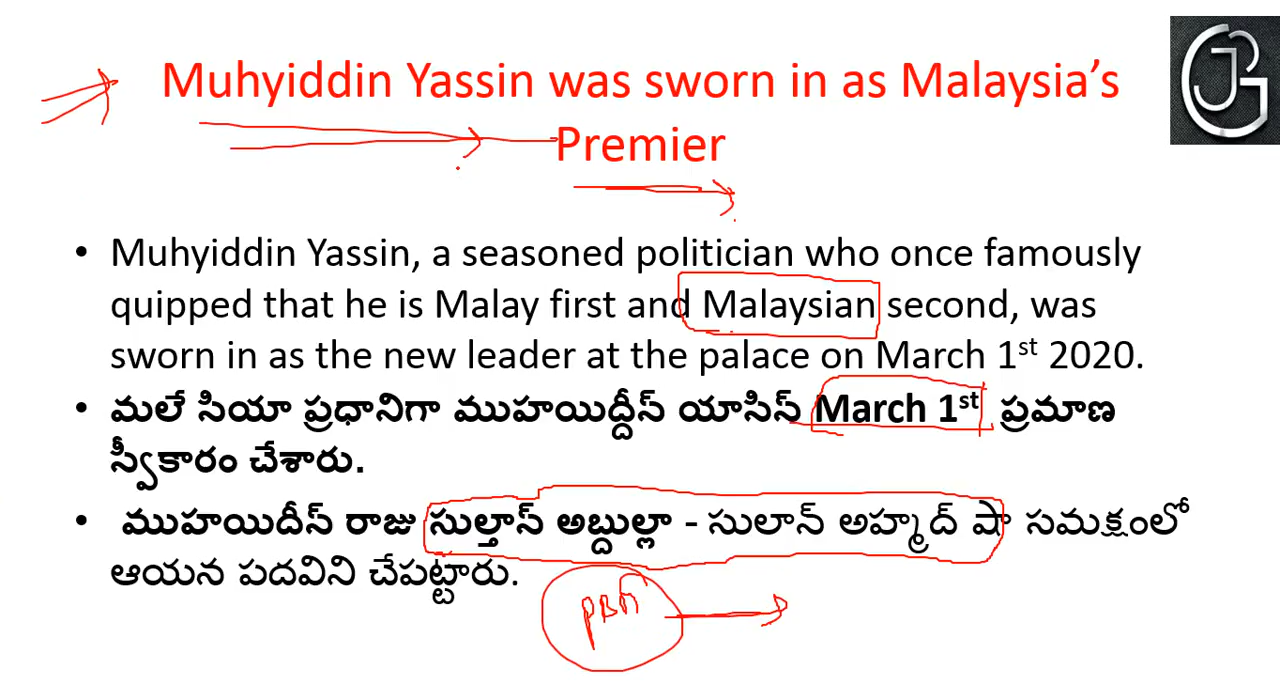 Muhyiddin Yassin was sworn in as Malaysia's
Premier
• Muhyiddin Yassin, a seasoned politician who once famously
quipped that he is Malay first and Malaysian second, was
sworn in as the new leader at the palace on March 1st 2020.
• మలే సియా ప్రధానిగా ముహయిద్దీస్ యాసిస్ March 1st ప్రమాణ
స్వీకారం చేశారు.
• ముహయిదీస్ రాజు సుల్తాస్ అబ్దుల్లా - సులాన్ అహ్మద్ షా సమక్షంలో
ఆయన పదవిని చేపట్టారు.